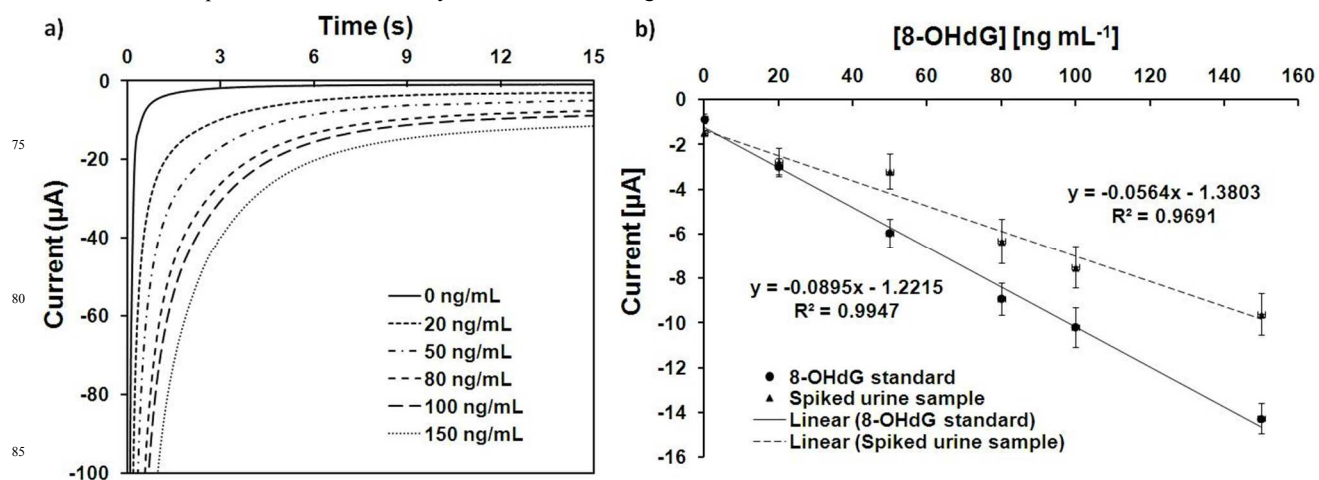 a)
Time (s)
0 3 6 9 12 15
0
-20
-40
-60
-80
-100
Current (µA)
0 ng/mL
20 ng/mL
50 ng/mL
80 ng/mL
100 ng/mL
150 ng/mL
75
80
85
b)
[8-OHdG] [ng mL⁻¹]
0 20 40 60 80 100 120 140 160
0
-2
-4
-6
-8
-10
-12
-14
-16
Current [µA]
y = -0.0564x - 1.3803
R² = 0.9691
y = -0.0895x - 1.2215
R² = 0.9947
8-OHdG standard
Spiked urine sample
Linear (8-OHdG standard)
Linear (Spiked urine sample)